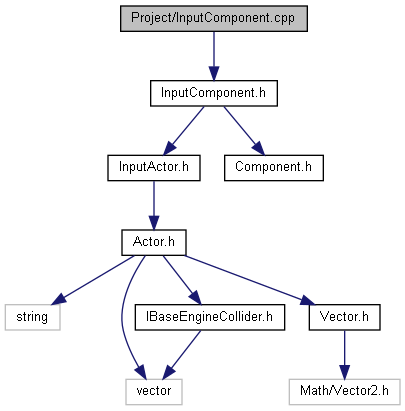 Project/InputComponent.cpp
InputComponent.h
InputActor.h
Component.h
Actor.h
string
IBaseEngineCollider.h
Vector.h
vector
Math/Vector2.h